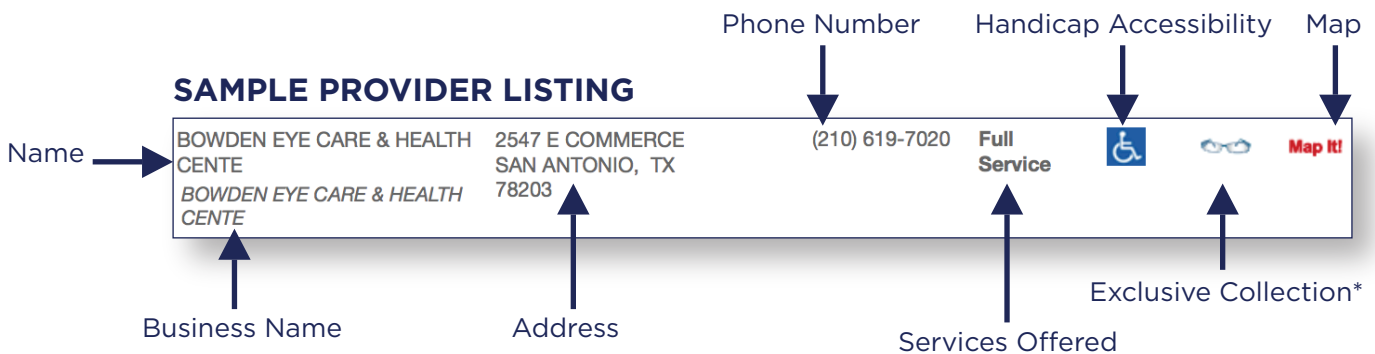 Phone Number
Handicap Accessibility
Map
SAMPLE PROVIDER LISTING
Name
BOWDEN EYE CARE & HEALTH
CENTE
BOWDEN EYE CARE & HEALTH
CENTE
2547 E COMMERCE
SAN ANTONIO, TX
78203
(210) 619-7020
Full
Service
Map It!
Exclusive Collection*
Business Name
Address
Services Offered